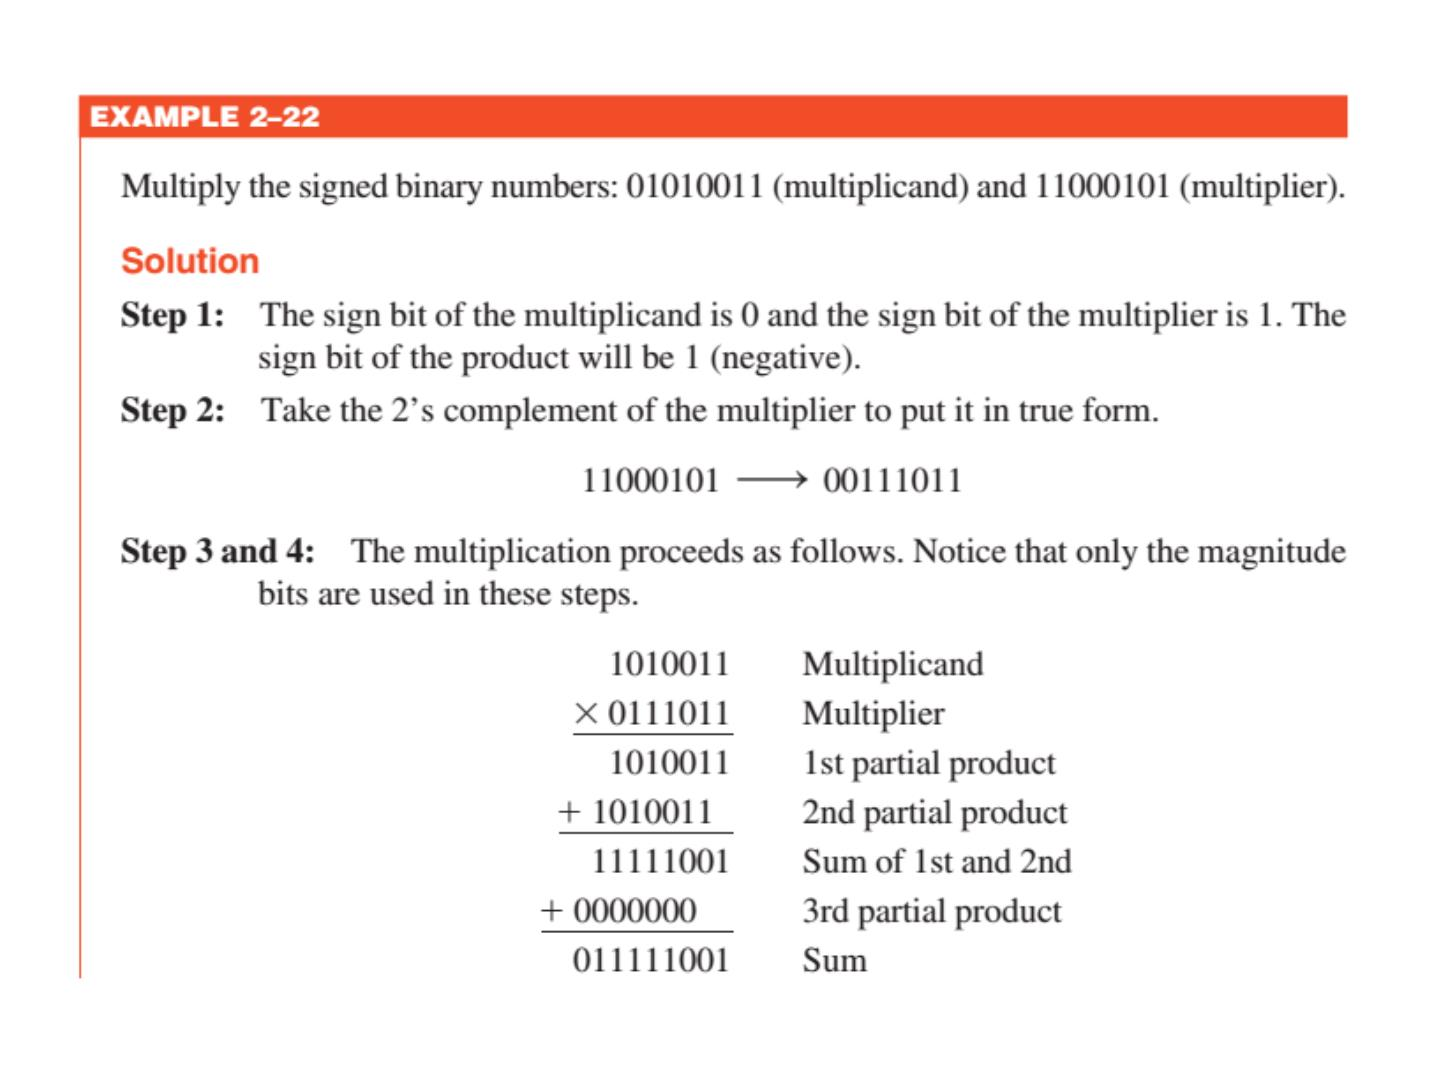 EXAMPLE 2–22
Multiply the signed binary numbers: 01010011 (multiplicand) and 11000101 (multiplier).
Solution
Step 1: The sign bit of the multiplicand is 0 and the sign bit of the multiplier is 1. The
sign bit of the product will be 1 (negative).
Step 2: Take the 2’s complement of the multiplier to put it in true form.
11000101 ⟶ 00111011
Step 3 and 4: The multiplication proceeds as follows. Notice that only the magnitude
bits are used in these steps.
1010011 Multiplicand
× 0111011 Multiplier
1010011 1st partial product
+ 1010011 2nd partial product
11111001 Sum of 1st and 2nd
+ 0000000 3rd partial product
011111001 Sum